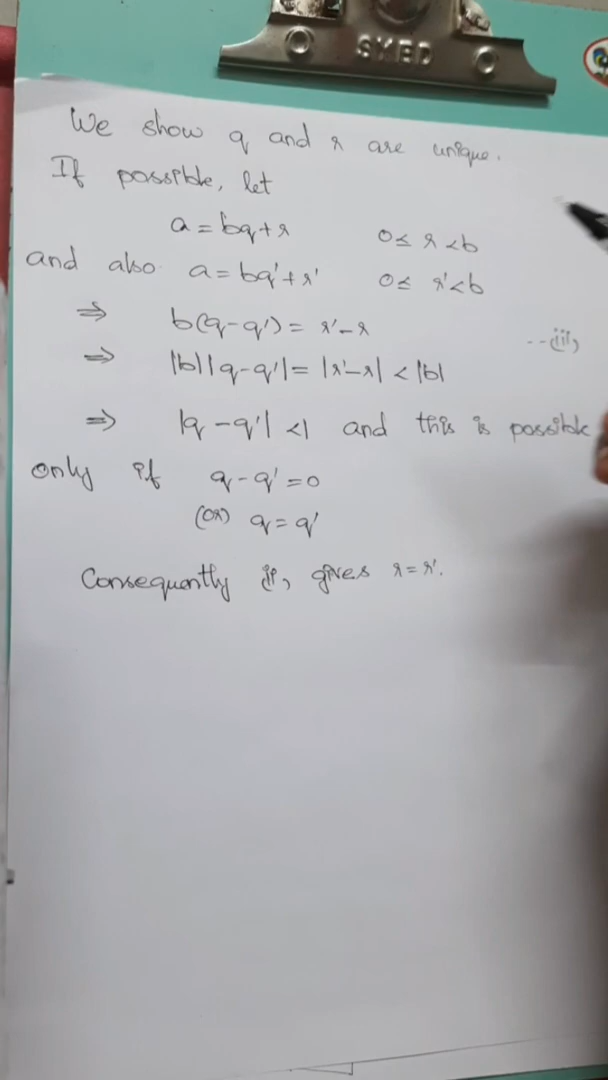 SYED
We show q and r are unique.
If possible, let
a = bq + r 0 ≤ r < b
and also a = bq' + r' 0 ≤ r' < b
⇒ b(q - q') = r' - r --(ii)
⇒ |b| |q - q'| = |r' - r| < |b|
⇒ |q - q'| < 1 and this is possible
only if q - q' = 0
(or) q = q'
Consequently (ii) gives r = r'.